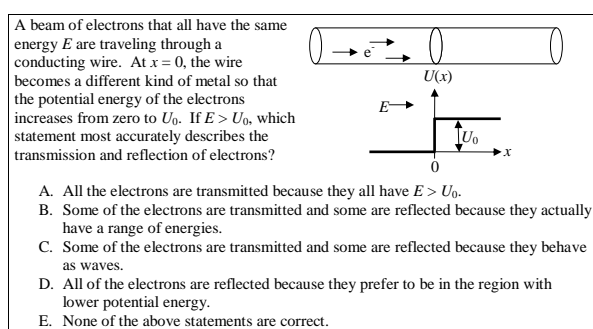 A beam of electrons that all have the same
energy E are traveling through a
conducting wire. At x = 0, the wire
becomes a different kind of metal so that
the potential energy of the electrons
increases from zero to U₀. If E > U₀, which
statement most accurately describes the
transmission and reflection of electrons?
e⁻
U(x)
E
U₀
x
0
A. All the electrons are transmitted because they all have E > U₀.
B. Some of the electrons are transmitted and some are reflected because they actually
have a range of energies.
C. Some of the electrons are transmitted and some are reflected because they behave
as waves.
D. All of the electrons are reflected because they prefer to be in the region with
lower potential energy.
E. None of the above statements are correct.